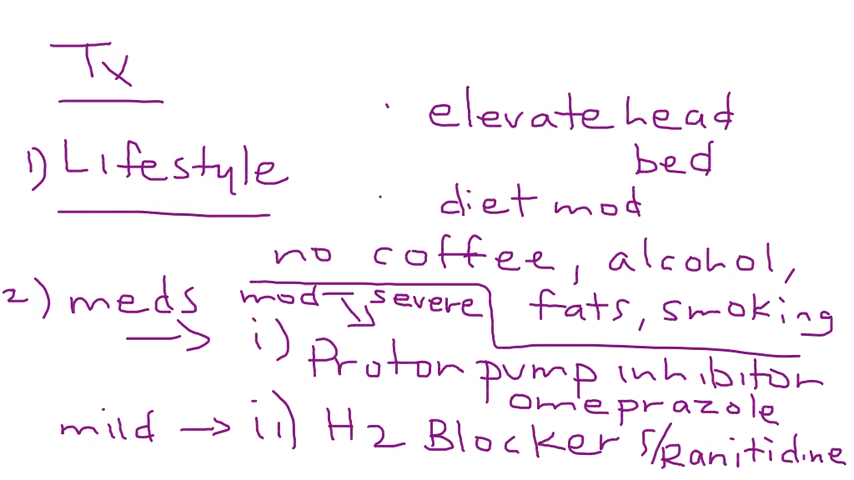 Tx
1) Lifestyle
· elevate head
bed
· diet mod
no coffee, alcohol,
fats, smoking
2) meds mod → severe
→ i) Proton pump inhibitor
omeprazole
mild → ii) H2 Blocker Ranitidine